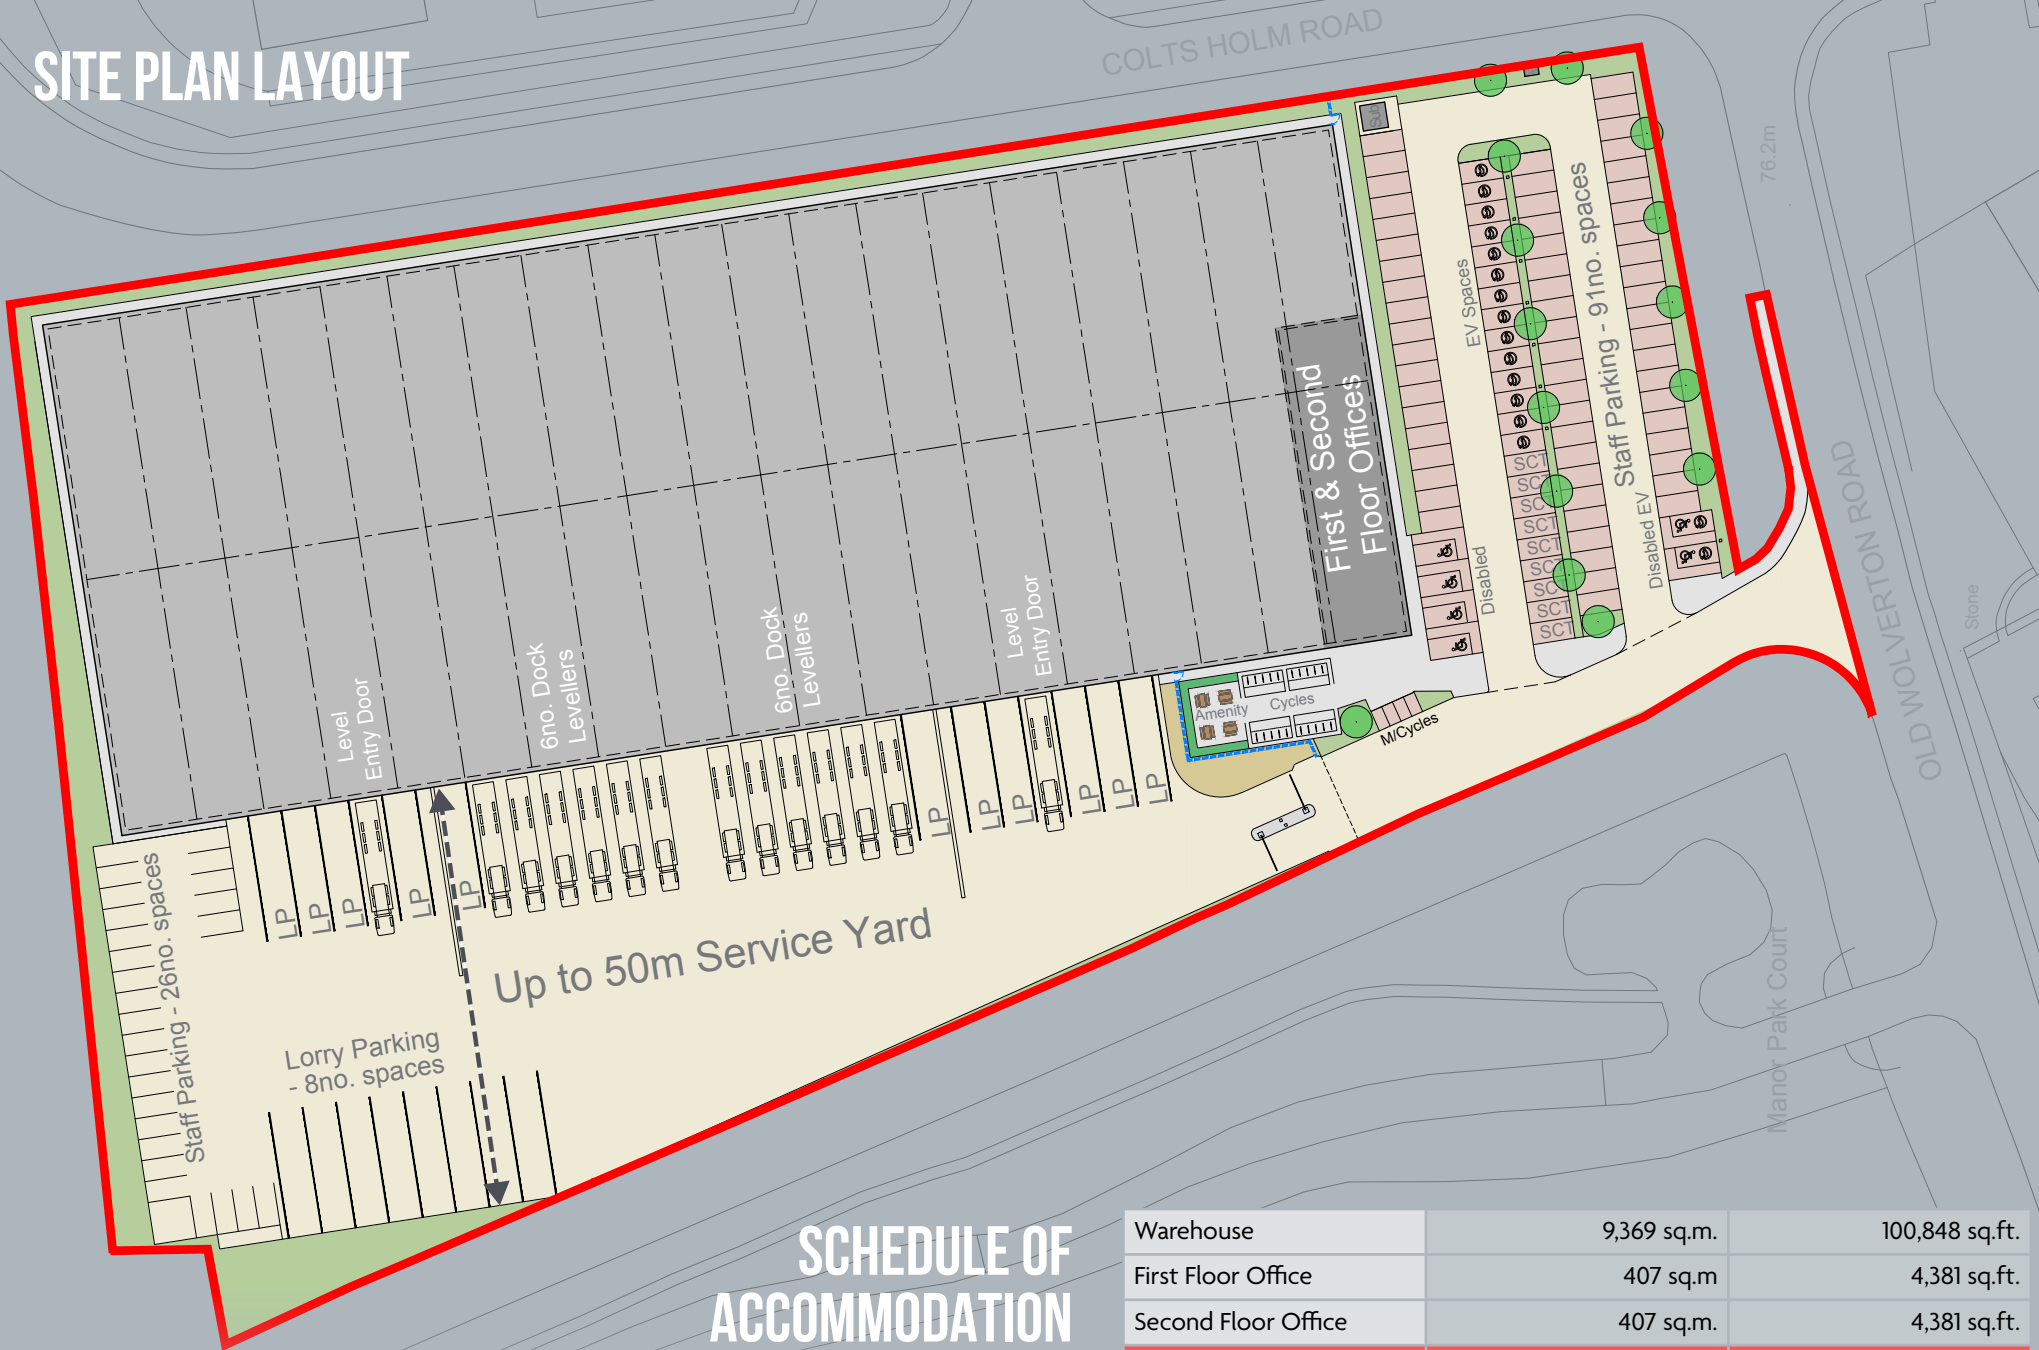 SITE PLAN LAYOUT
COLTS HOLM ROAD
76.2m
Sub
EV Spaces
Staff Parking - 91no. spaces
First & Second
Floor Offices
SCT
SCT
SCT
SCT
SCT
SCT
SCT
SCT
SCT
Disabled
Disabled EV
OLD WOLVERTON ROAD
Stone
Level
Entry Door
6no. Dock
Levellers
6no. Dock
Levellers
Level
Entry Door
Amenity
Cycles
M/Cycles
LP
LP
LP
LP
LP
LP
LP
LP
LP
LP
LP
Staff Parking - 26no. spaces
Up to 50m Service Yard
Lorry Parking
- 8no. spaces
Manor Park Court
SCHEDULE OF
ACCOMMODATION
Warehouse 9,369 sq.m. 100,848 sq.ft.
First Floor Office 407 sq.m 4,381 sq.ft.
Second Floor Office 407 sq.m. 4,381 sq.ft.